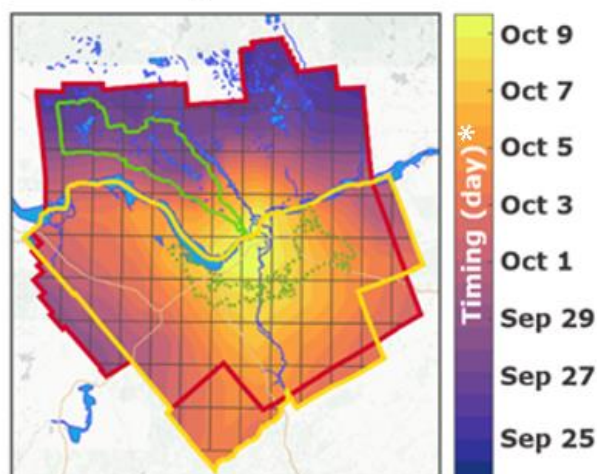 Oct 9
Oct 7
Oct 5
Oct 3
Oct 1
Sep 29
Sep 27
Sep 25
Timing (day)*